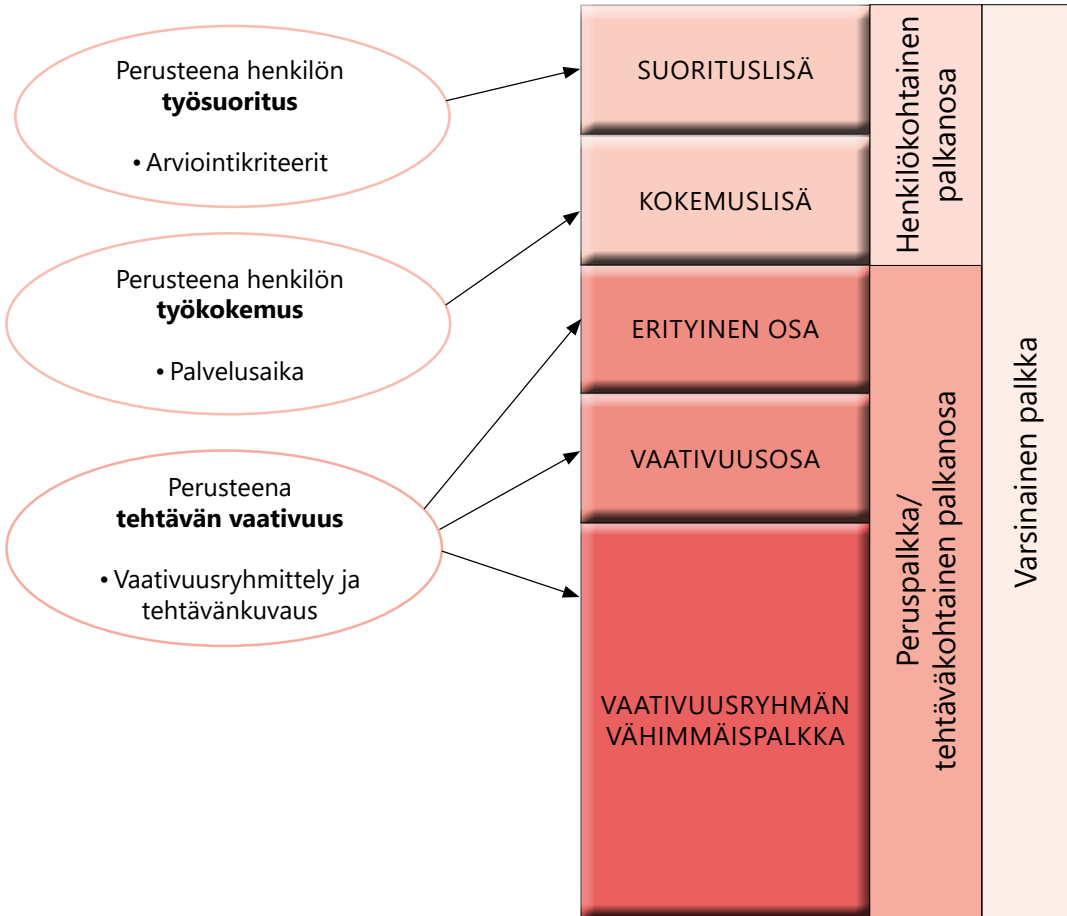 Perusteena henkilön
työsuoritus
• Arviointikriteerit
Perusteena henkilön
työkokemus
• Palvelusaika
Perusteena
tehtävän vaativuus
• Vaativuusryhmittely ja
tehtävänkuvaus
SUORITUSLISÄ
KOKEMUSLISÄ
ERITYINEN OSA
VAATIVUUSOSA
VAATIVUUSRYHMÄN
VÄHIMMÄISPALKKA
Henkilökohtainen
palkanosa
Peruspalkka/
tehtäväkohtainen palkanosa
Varsinainen palkka